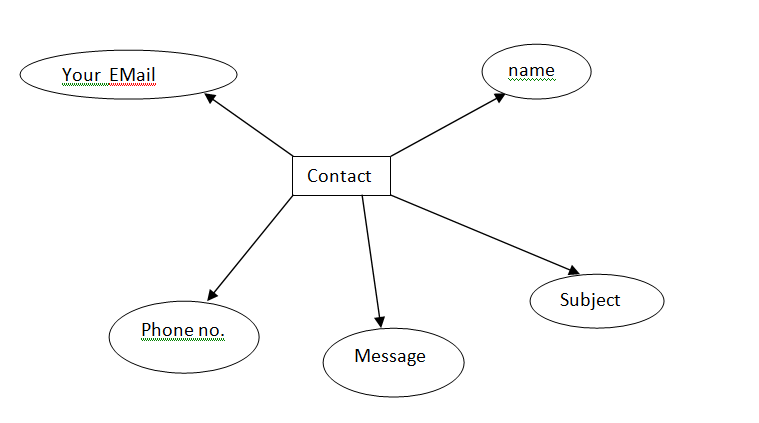 Your EMail
name
Contact
Phone no.
Message
Subject